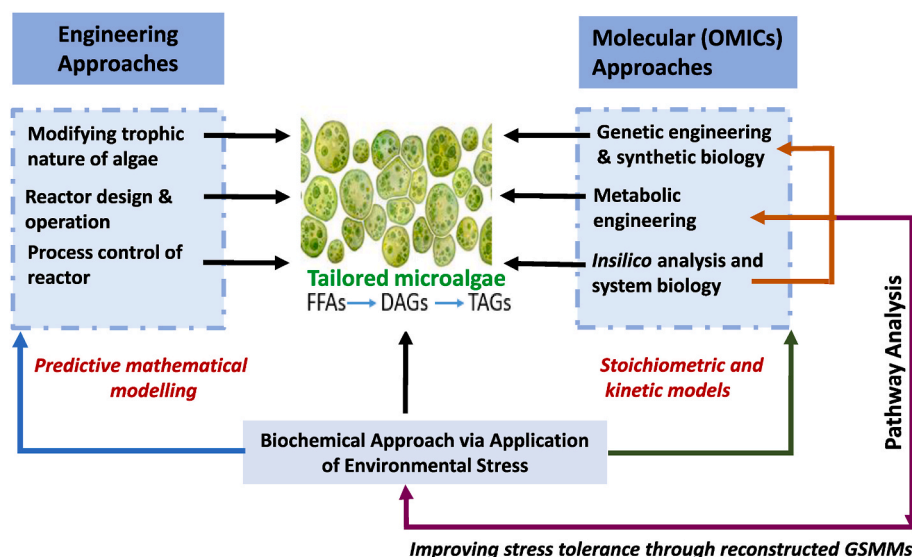 Engineering
Approaches
Molecular (OMICs)
Approaches
Modifying trophic
nature of algae
Reactor design &
operation
Process control of
reactor
Tailored microalgae
FFAs DAGs TAGs
Genetic engineering
& synthetic biology
Metabolic
engineering
Insilico analysis and
system biology
Predictive mathematical
modelling
Stoichiometric and
kinetic models
Pathway Analysis
Biochemical Approach via Application
of Environmental Stress
Improving stress tolerance through reconstructed GSMMs